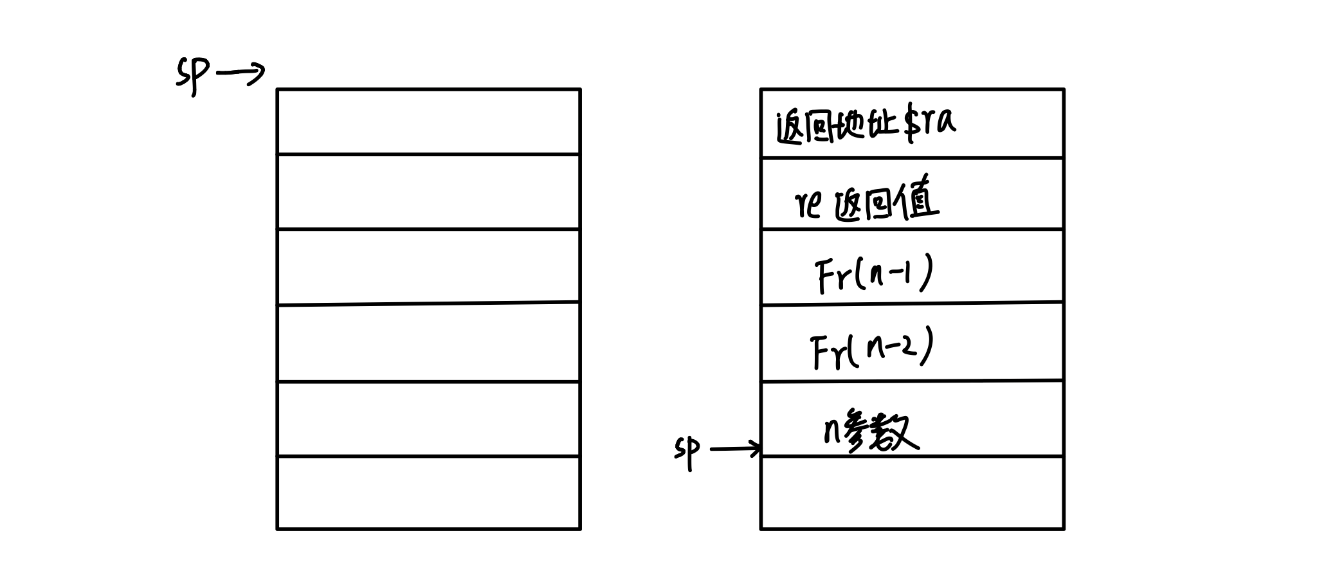 sp
返回地址$ra
re 返回值
Fr(n-1)
Fr(n-2)
n参数
sp